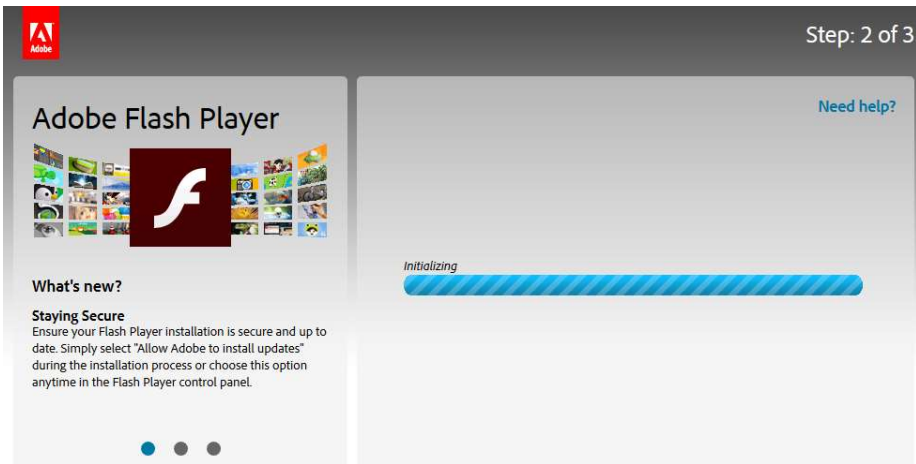 Adobe
Step: 2 of 3
Adobe Flash Player
What's new?
Staying Secure
Ensure your Flash Player installation is secure and up to
date. Simply select "Allow Adobe to install updates"
during the installation process or choose this option
anytime in the Flash Player control panel.
Need help?
Initializing